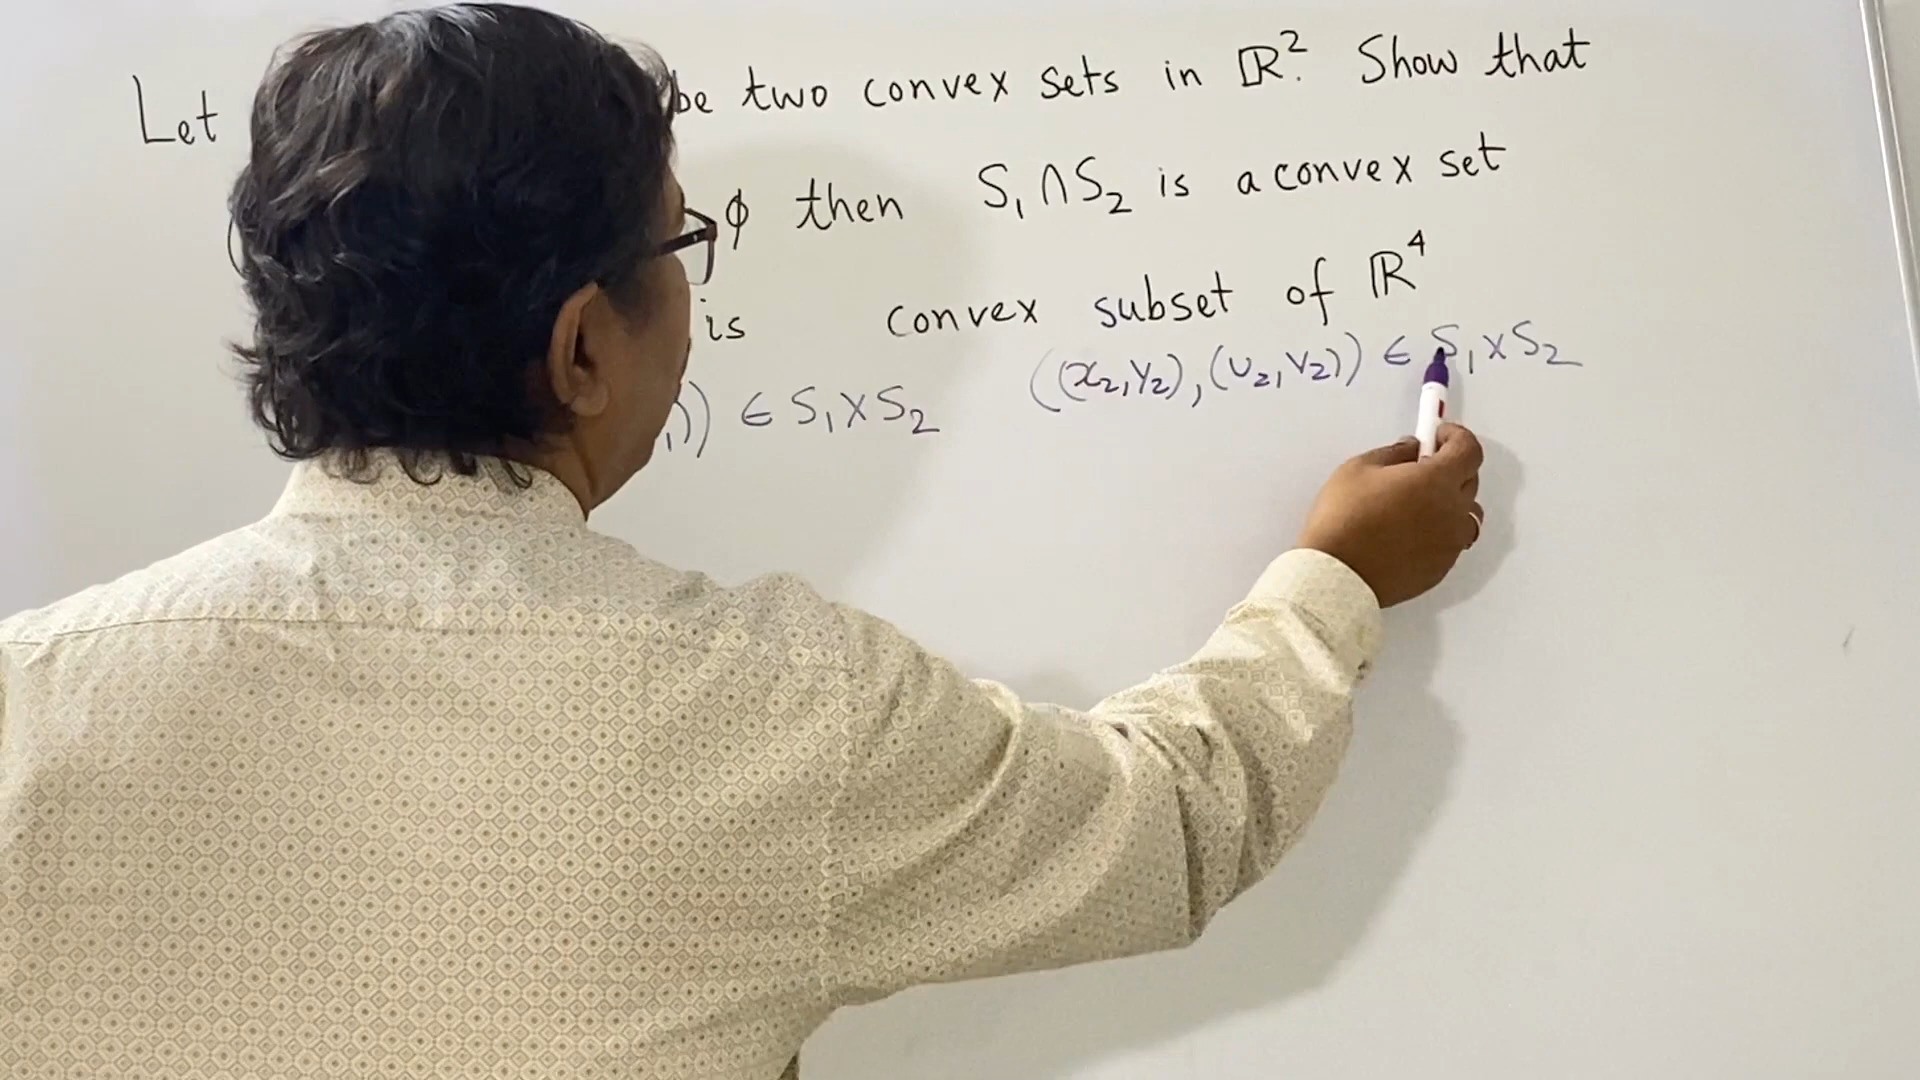 Let be two convex sets in ℝ². Show that
φ then S₁∩S₂ is a convex set
is convex subset of ℝ⁴
)) ∈ S₁×S₂ ((x₂,y₂),(u₂,v₂)) ∈ S₁×S₂